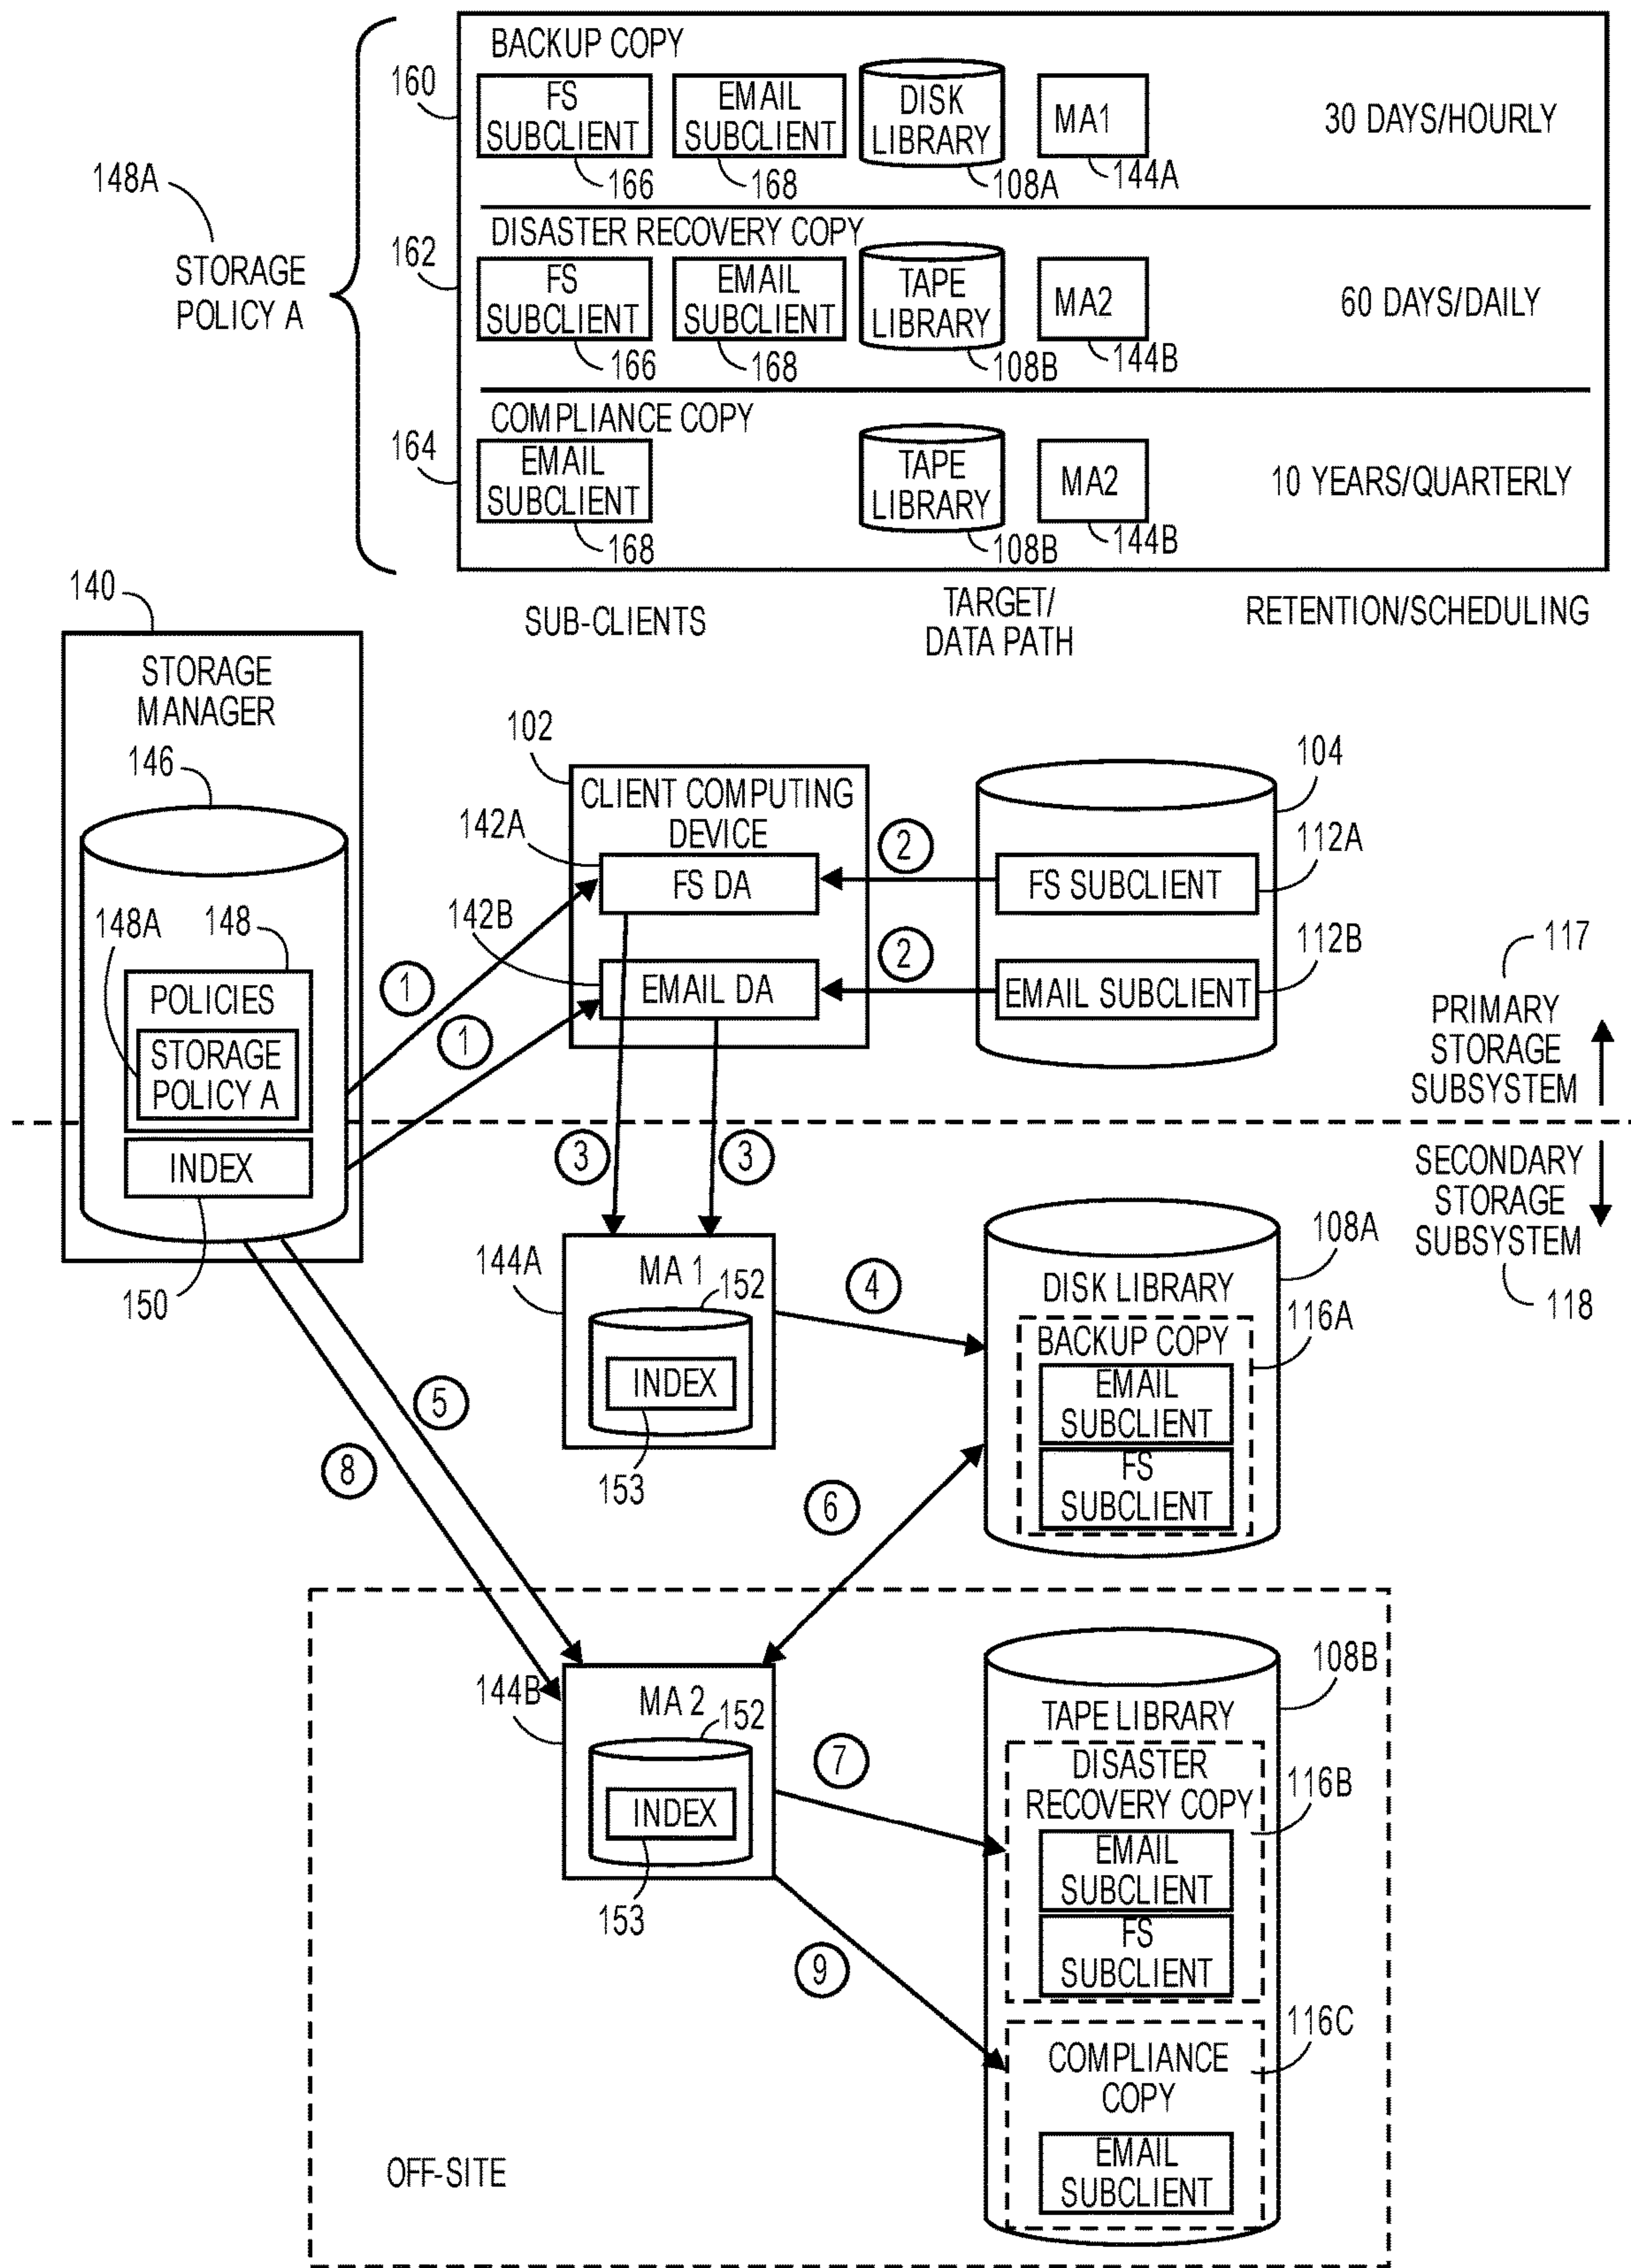 BACKUP COPY
160
FS
SUBCLIENT
166
EMAIL
SUBCLIENT
168
DISK
LIBRARY
108A
MA1
144A
30 DAYS/HOURLY
148A
STORAGE
POLICY A
DISASTER RECOVERY COPY
162
FS
SUBCLIENT
166
EMAIL
SUBCLIENT
168
TAPE
LIBRARY
108B
MA2
144B
60 DAYS/DAILY
COMPLIANCE COPY
164
EMAIL
SUBCLIENT
168
TAPE
LIBRARY
108B
MA2
144B
10 YEARS/QUARTERLY
SUB-CLIENTS
TARGET/
DATA PATH
RETENTION/SCHEDULING
140
STORAGE
MANAGER
146
148A
148
POLICIES
STORAGE
POLICY A
INDEX
150
102
CLIENT COMPUTING
DEVICE
142A
FS DA
142B
EMAIL DA
104
112A
FS SUBCLIENT
112B
EMAIL SUBCLIENT
1
1
2
2
117
PRIMARY
STORAGE
SUBSYSTEM
SECONDARY
STORAGE
SUBSYSTEM
118
3
3
144A
MA 1
152
INDEX
153
4
108A
DISK LIBRARY
116A
BACKUP COPY
EMAIL
SUBCLIENT
FS
SUBCLIENT
5
8
6
144B
MA 2
152
INDEX
153
7
9
108B
TAPE LIBRARY
DISASTER
RECOVERY COPY
116B
EMAIL
SUBCLIENT
FS
SUBCLIENT
116C
COMPLIANCE
COPY
EMAIL
SUBCLIENT
OFF-SITE